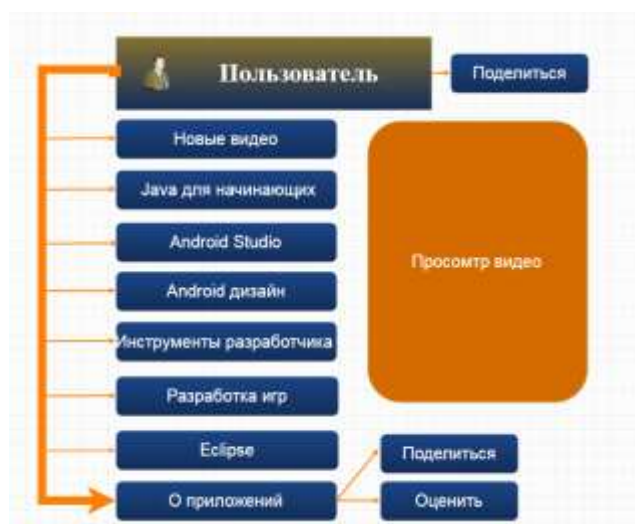 Пользователь
Поделиться
Новые видео
Java для начинающих
Android Studio
Android дизайн
Просомтр видео
Инструменты разработчика
Разработка игр
Eclipse
Поделиться
О приложений
Оценить